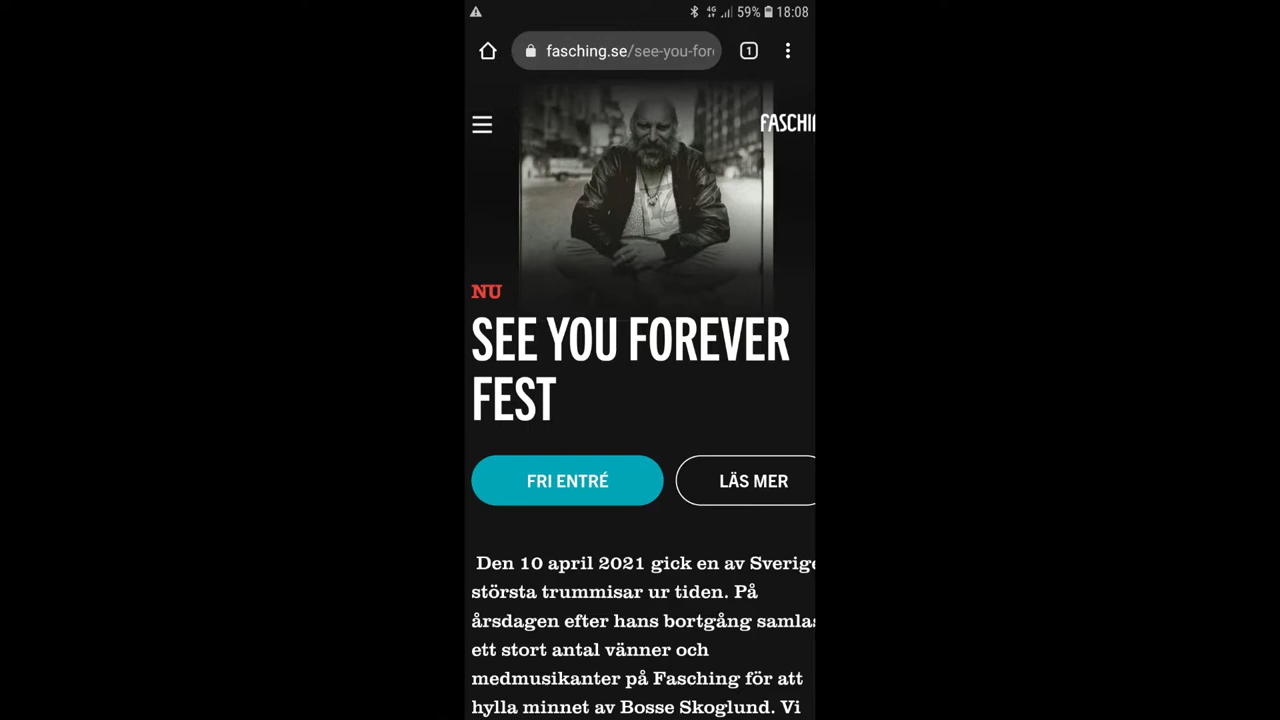 4G 59% 18:08
fasching.se/see-you-for
1
FASCHI
NU
SEE YOU FOREVER
FEST
FRI ENTRÉ
LÄS MER
Den 10 april 2021 gick en av Sverige
största trummisar ur tiden. På
årsdagen efter hans bortgång samlas
ett stort antal vänner och
medmusikanter på Fasching för att
hylla minnet av Bosse Skoglund. Vi